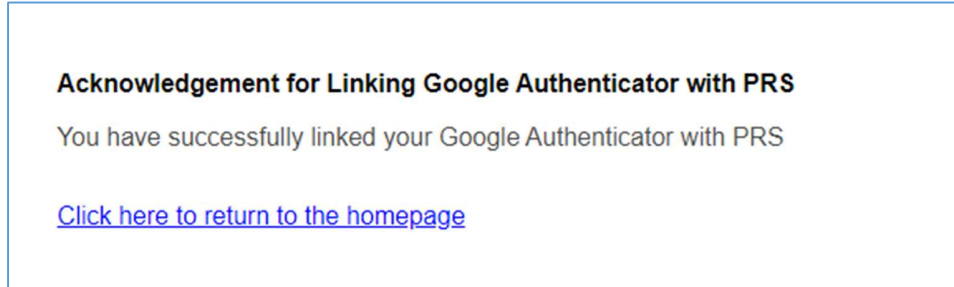 Acknowledgement for Linking Google Authenticator with PRS
You have successfully linked your Google Authenticator with PRS
Click here to return to the homepage